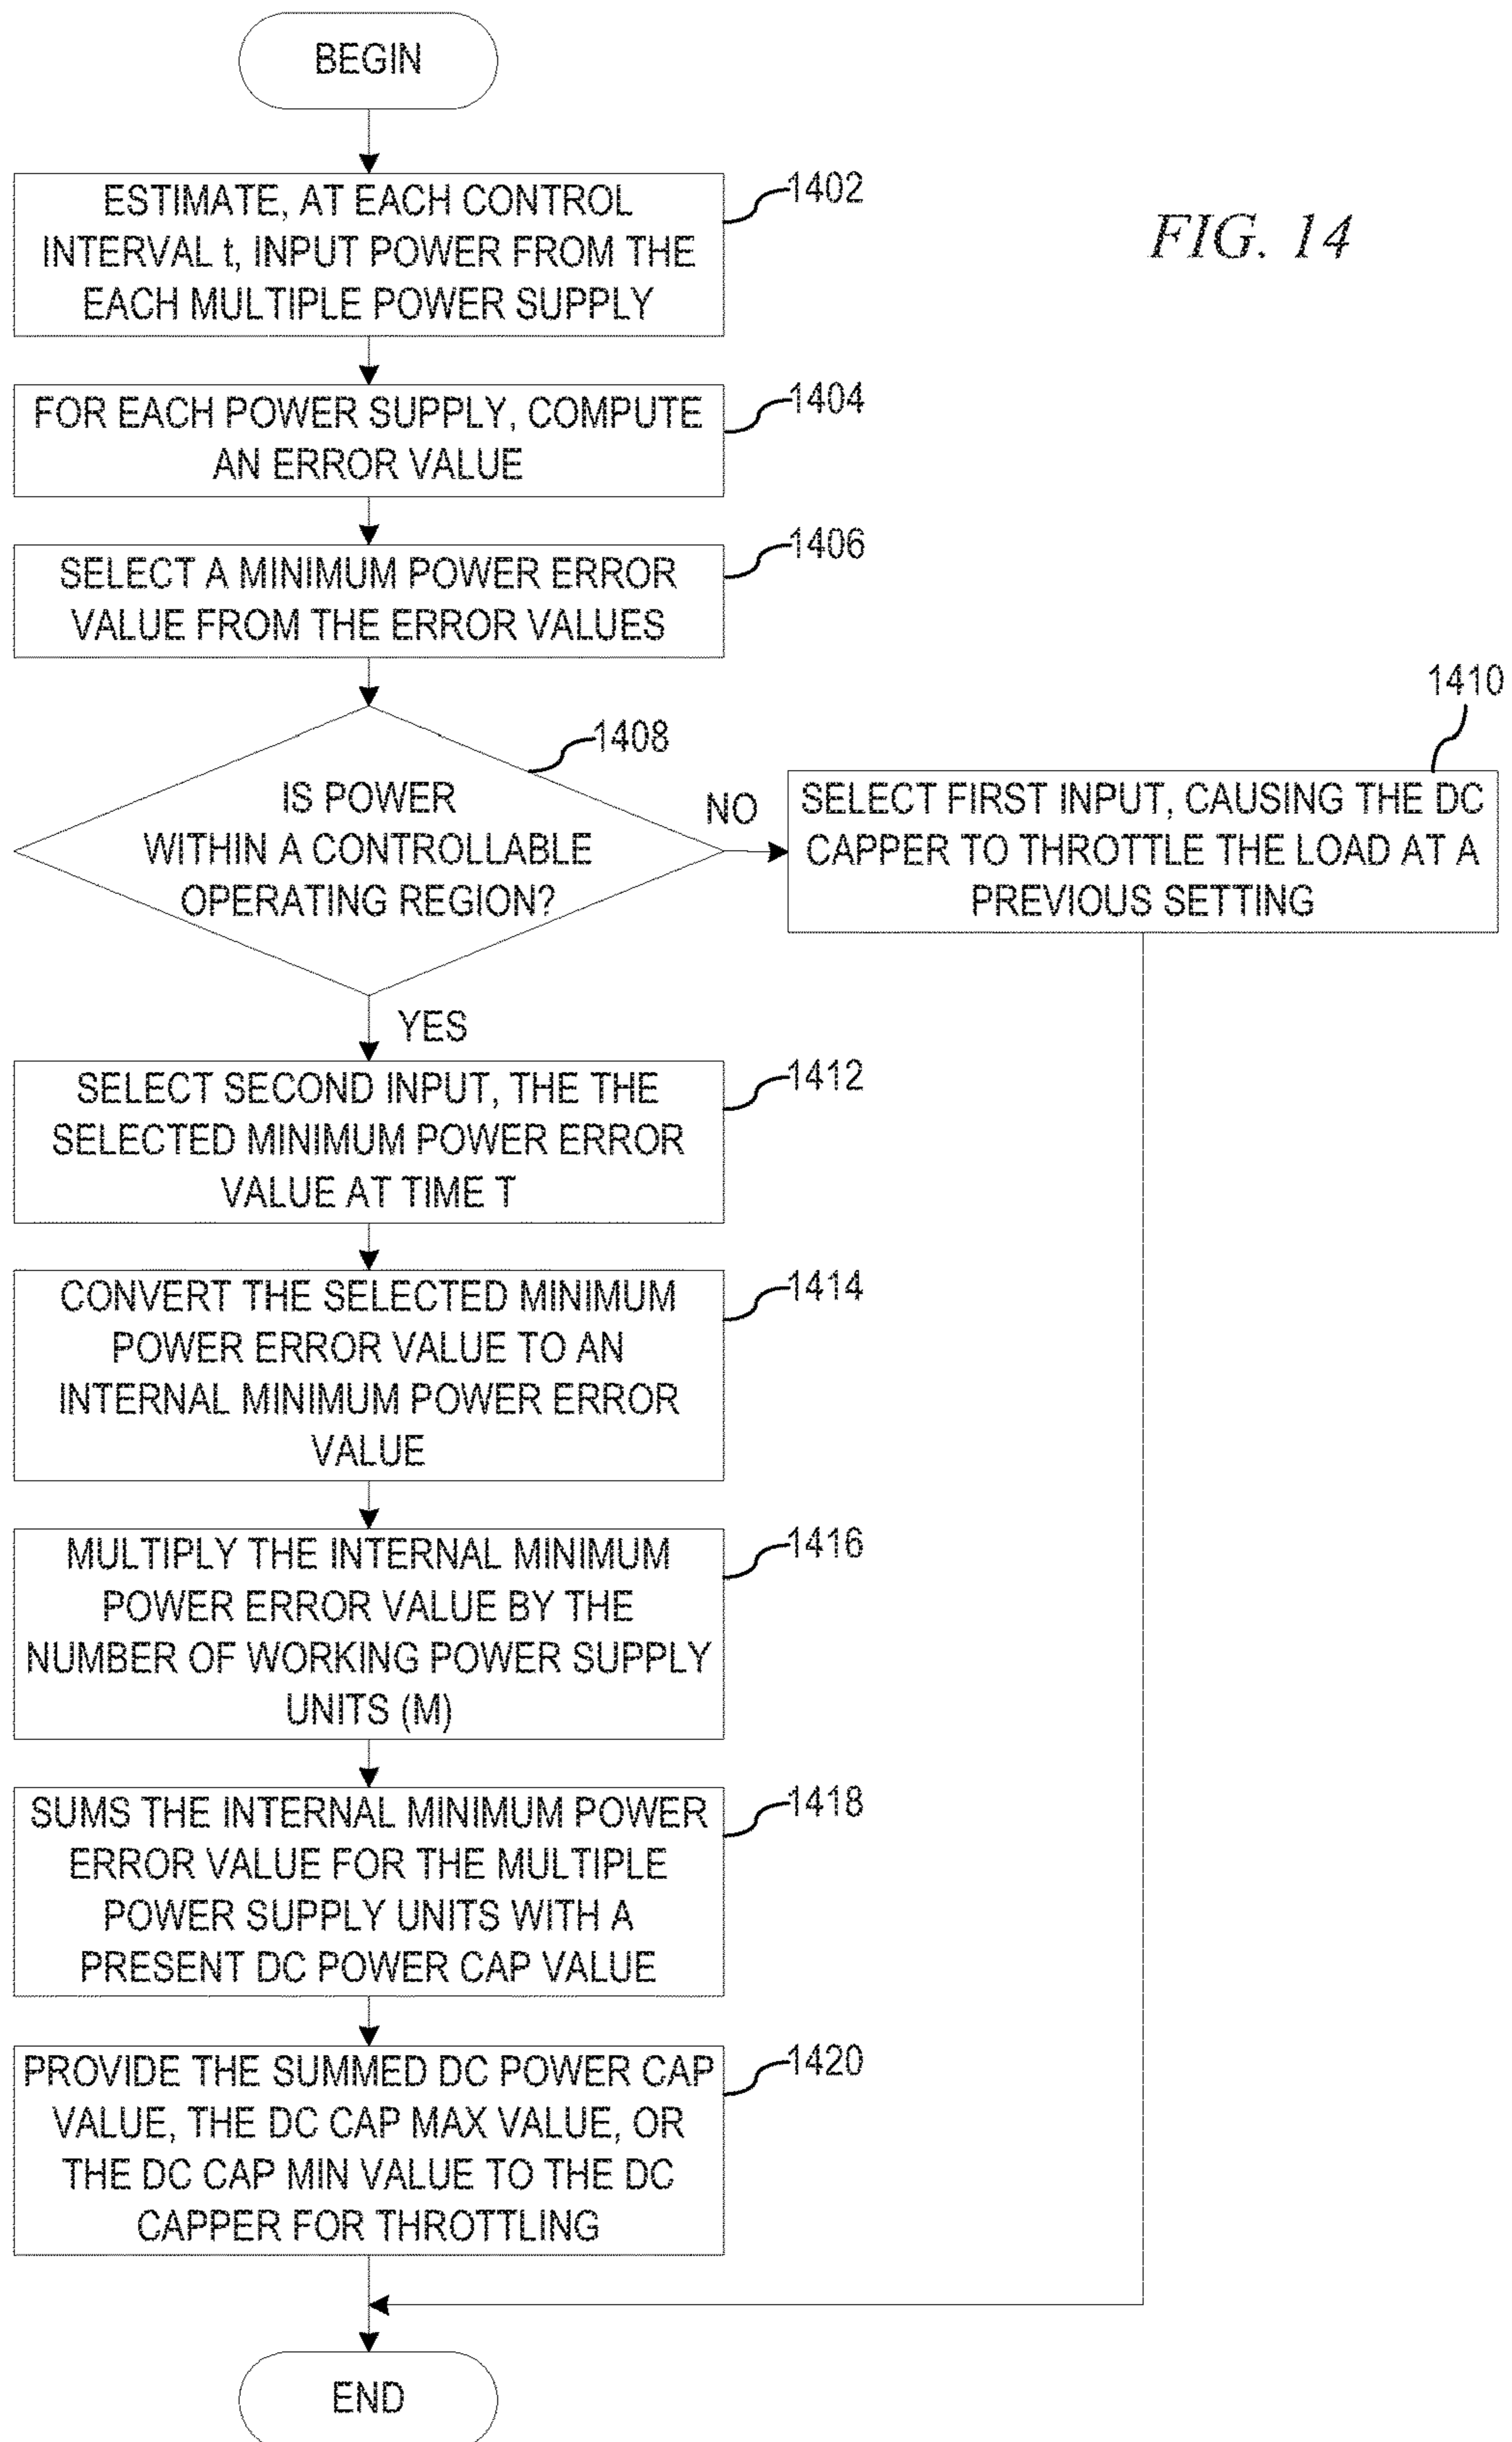 BEGIN
FIG. 14
1402
ESTIMATE, AT EACH CONTROL
INTERVAL t, INPUT POWER FROM THE
EACH MULTIPLE POWER SUPPLY
1404
FOR EACH POWER SUPPLY, COMPUTE
AN ERROR VALUE
1406
SELECT A MINIMUM POWER ERROR
VALUE FROM THE ERROR VALUES
1408
IS POWER
WITHIN A CONTROLLABLE
OPERATING REGION?
NO
1410
SELECT FIRST INPUT, CAUSING THE DC
CAPPER TO THROTTLE THE LOAD AT A
PREVIOUS SETTING
YES
1412
SELECT SECOND INPUT, THE THE
SELECTED MINIMUM POWER ERROR
VALUE AT TIME T
1414
CONVERT THE SELECTED MINIMUM
POWER ERROR VALUE TO AN
INTERNAL MINIMUM POWER ERROR
VALUE
1416
MULTIPLY THE INTERNAL MINIMUM
POWER ERROR VALUE BY THE
NUMBER OF WORKING POWER SUPPLY
UNITS (M)
1418
SUMS THE INTERNAL MINIMUM POWER
ERROR VALUE FOR THE MULTIPLE
POWER SUPPLY UNITS WITH A
PRESENT DC POWER CAP VALUE
1420
PROVIDE THE SUMMED DC POWER CAP
VALUE, THE DC CAP MAX VALUE, OR
THE DC CAP MIN VALUE TO THE DC
CAPPER FOR THROTTLING
END